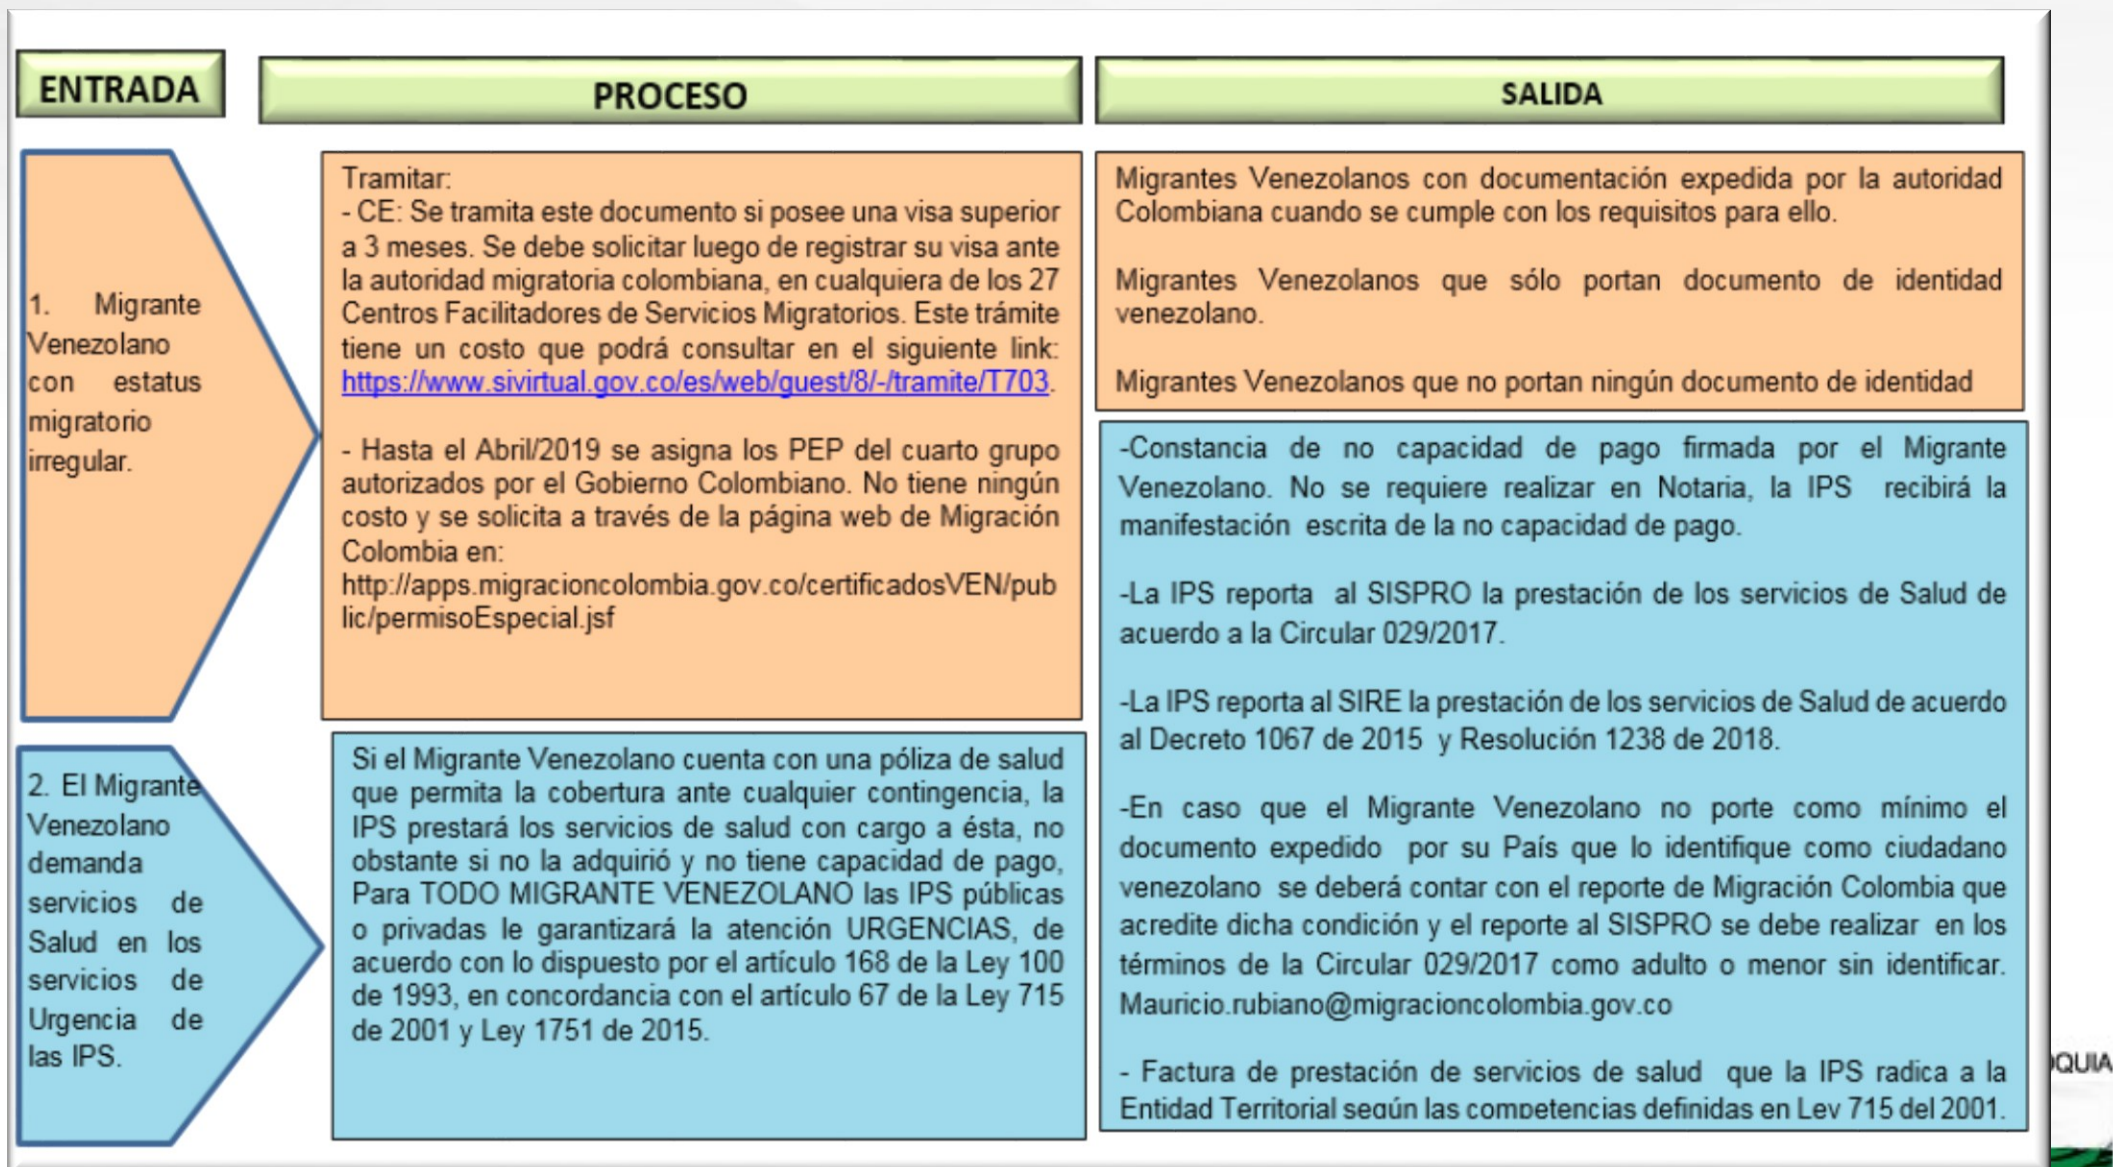 ENTRADA
PROCESO
SALIDA
1. Migrante
Venezolano
con estatus
migratorio
irregular.
Tramitar:
- CE: Se tramita este documento si posee una visa superior
a 3 meses. Se debe solicitar luego de registrar su visa ante
la autoridad migratoria colombiana, en cualquiera de los 27
Centros Facilitadores de Servicios Migratorios. Este trámite
tiene un costo que podrá consultar en el siguiente link:
https://www.sivirtual.gov.co/es/web/guest/8/-/tramite/T703.
- Hasta el Abril/2019 se asigna los PEP del cuarto grupo
autorizados por el Gobierno Colombiano. No tiene ningún
costo y se solicita a través de la página web de Migración
Colombia en:
http://apps.migracioncolombia.gov.co/certificadosVEN/pub
lic/permisoEspecial.jsf
Migrantes Venezolanos con documentación expedida por la autoridad
Colombiana cuando se cumple con los requisitos para ello.
Migrantes Venezolanos que sólo portan documento de identidad
venezolano.
Migrantes Venezolanos que no portan ningún documento de identidad
2. El Migrante
Venezolano
demanda
servicios de
Salud en los
servicios de
Urgencia de
las IPS.
Si el Migrante Venezolano cuenta con una póliza de salud
que permita la cobertura ante cualquier contingencia, la
IPS prestará los servicios de salud con cargo a ésta, no
obstante si no la adquirió y no tiene capacidad de pago,
Para TODO MIGRANTE VENEZOLANO las IPS públicas
o privadas le garantizará la atención URGENCIAS, de
acuerdo con lo dispuesto por el artículo 168 de la Ley 100
de 1993, en concordancia con el artículo 67 de la Ley 715
de 2001 y Ley 1751 de 2015.
-Constancia de no capacidad de pago firmada por el Migrante
Venezolano. No se requiere realizar en Notaria, la IPS recibirá la
manifestación escrita de la no capacidad de pago.
-La IPS reporta al SISPRO la prestación de los servicios de Salud de
acuerdo a la Circular 029/2017.
-La IPS reporta al SIRE la prestación de los servicios de Salud de acuerdo
al Decreto 1067 de 2015 y Resolución 1238 de 2018.
-En caso que el Migrante Venezolano no porte como mínimo el
documento expedido por su País que lo identifique como ciudadano
venezolano se deberá contar con el reporte de Migración Colombia que
acredite dicha condición y el reporte al SISPRO se debe realizar en los
términos de la Circular 029/2017 como adulto o menor sin identificar.
Mauricio.rubiano@migracioncolombia.gov.co
- Factura de prestación de servicios de salud que la IPS radica a la
Entidad Territorial según las competencias definidas en Ley 715 del 2001.